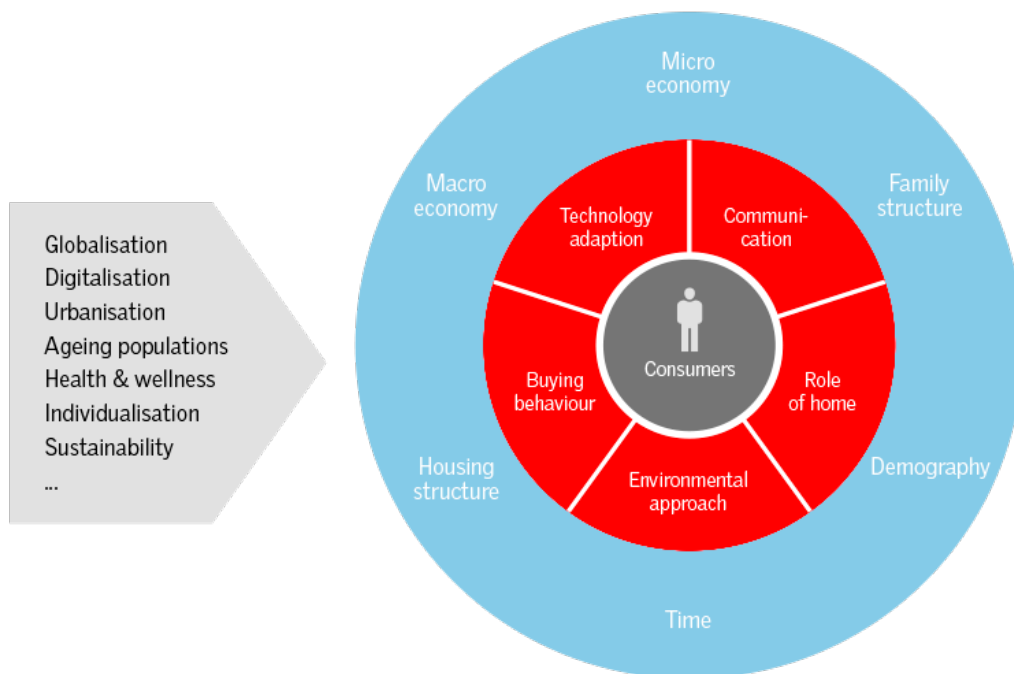 Globalisation
Digitalisation
Urbanisation
Ageing populations
Health & wellness
Individualisation
Sustainability
...
Micro
economy
Macro
economy
Family
structure
Technology
adaption
Communi-
cation
Consumers
Buying
behaviour
Role
of home
Housing
structure
Environmental
approach
Demography
Time